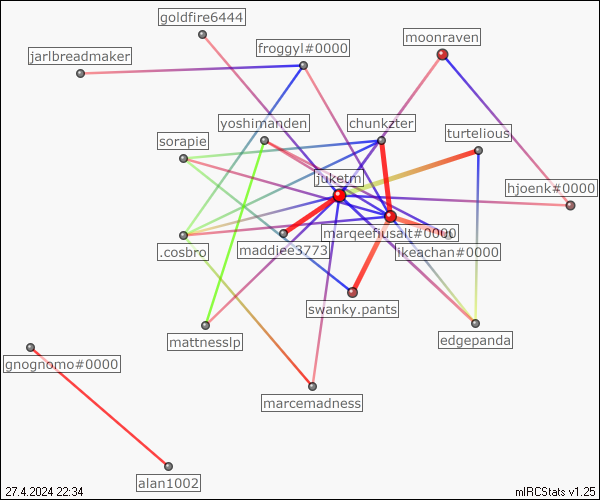 goldfire6444
froggyl#0000
moonraven
jarlbreadmaker
yoshimanden
chunkzter
turtelious
sorapie
juketm
hjoenk#0000
marqeefiusalt#0000
.cosbro
maddiee3773
ikeachan#0000
swanky.pants
mattnesslp
edgepanda
gnognomo#0000
marcemadness
alan1002
27.4.2024 22:34
mIRCStats v1.25